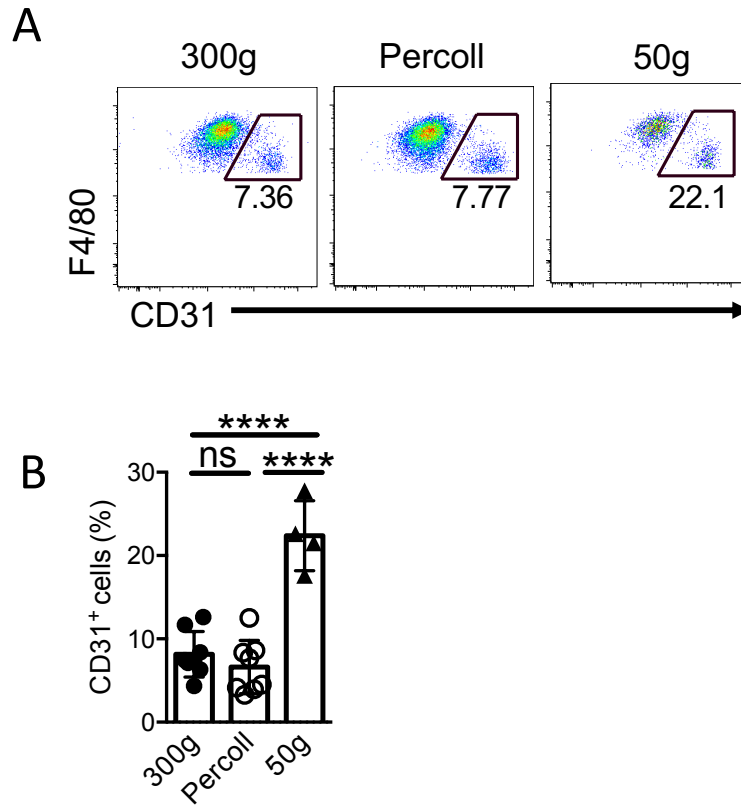 A
300g Percoll 50g
F4/80
7.36 7.77 22.1
CD31
B
****
ns ****
CD31⁺ cells (%)
30
20
10
0
300g Percoll 50g